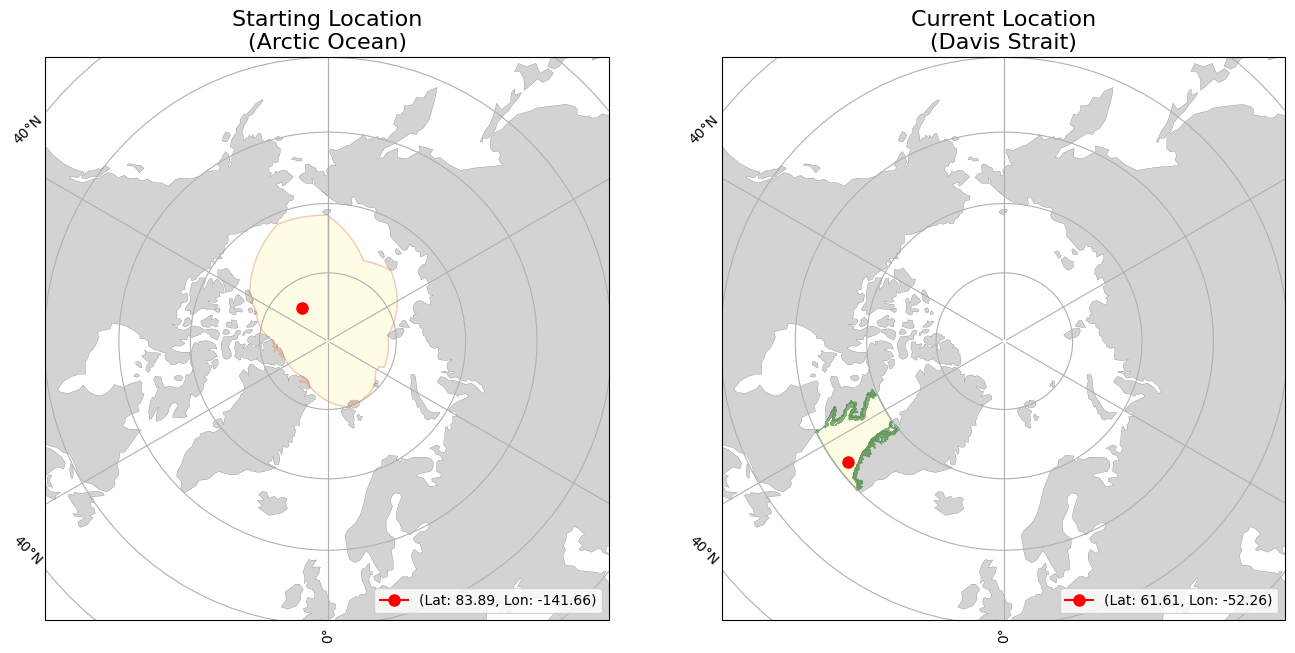 Starting Location
(Arctic Ocean)
40°N
40°N
0°
(Lat: 83.89, Lon: -141.66)
Current Location
(Davis Strait)
40°N
40°N
0°
(Lat: 61.61, Lon: -52.26)